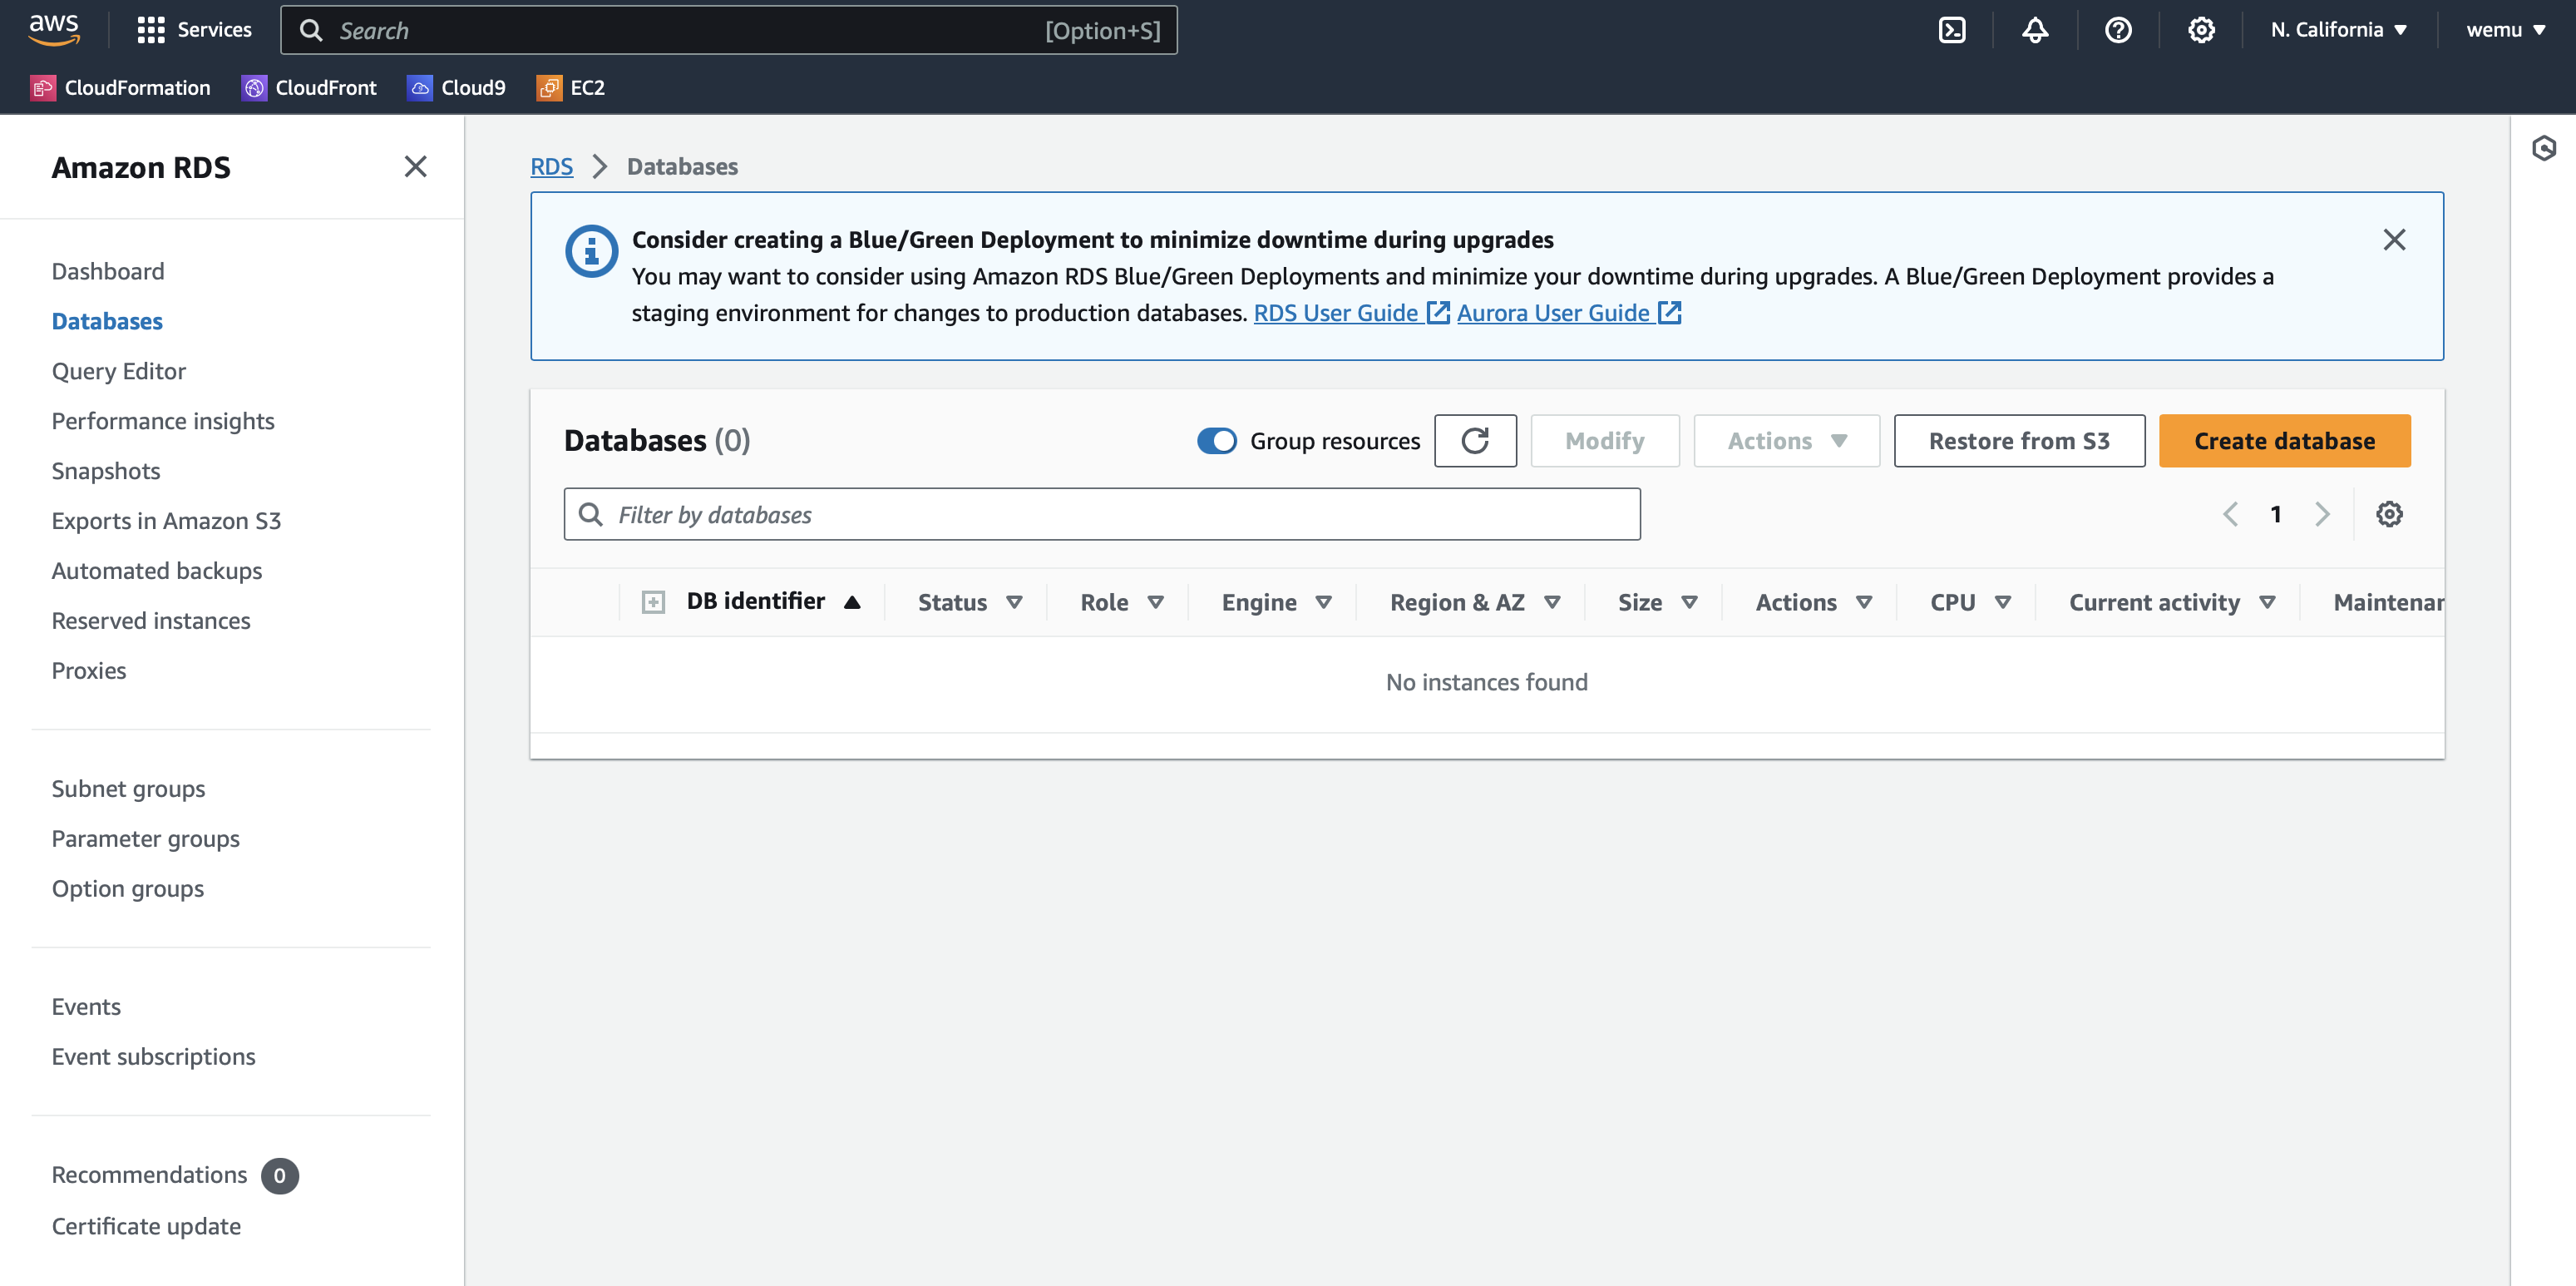 aws
Services
Search
[Option+S]
N. California
wemu
CloudFormation
CloudFront
Cloud9
EC2
Amazon RDS
Dashboard
Databases
Query Editor
Performance insights
Snapshots
Exports in Amazon S3
Automated backups
Reserved instances
Proxies
Subnet groups
Parameter groups
Option groups
Events
Event subscriptions
Recommendations 0
Certificate update
RDS > Databases
Consider creating a Blue/Green Deployment to minimize downtime during upgrades
You may want to consider using Amazon RDS Blue/Green Deployments and minimize your downtime during upgrades. A Blue/Green Deployment provides a
staging environment for changes to production databases. RDS User Guide Aurora User Guide
Databases (0)
Group resources
Modify
Actions
Restore from S3
Create database
Filter by databases
1
DB identifier
Status
Role
Engine
Region & AZ
Size
Actions
CPU
Current activity
Maintenan
No instances found